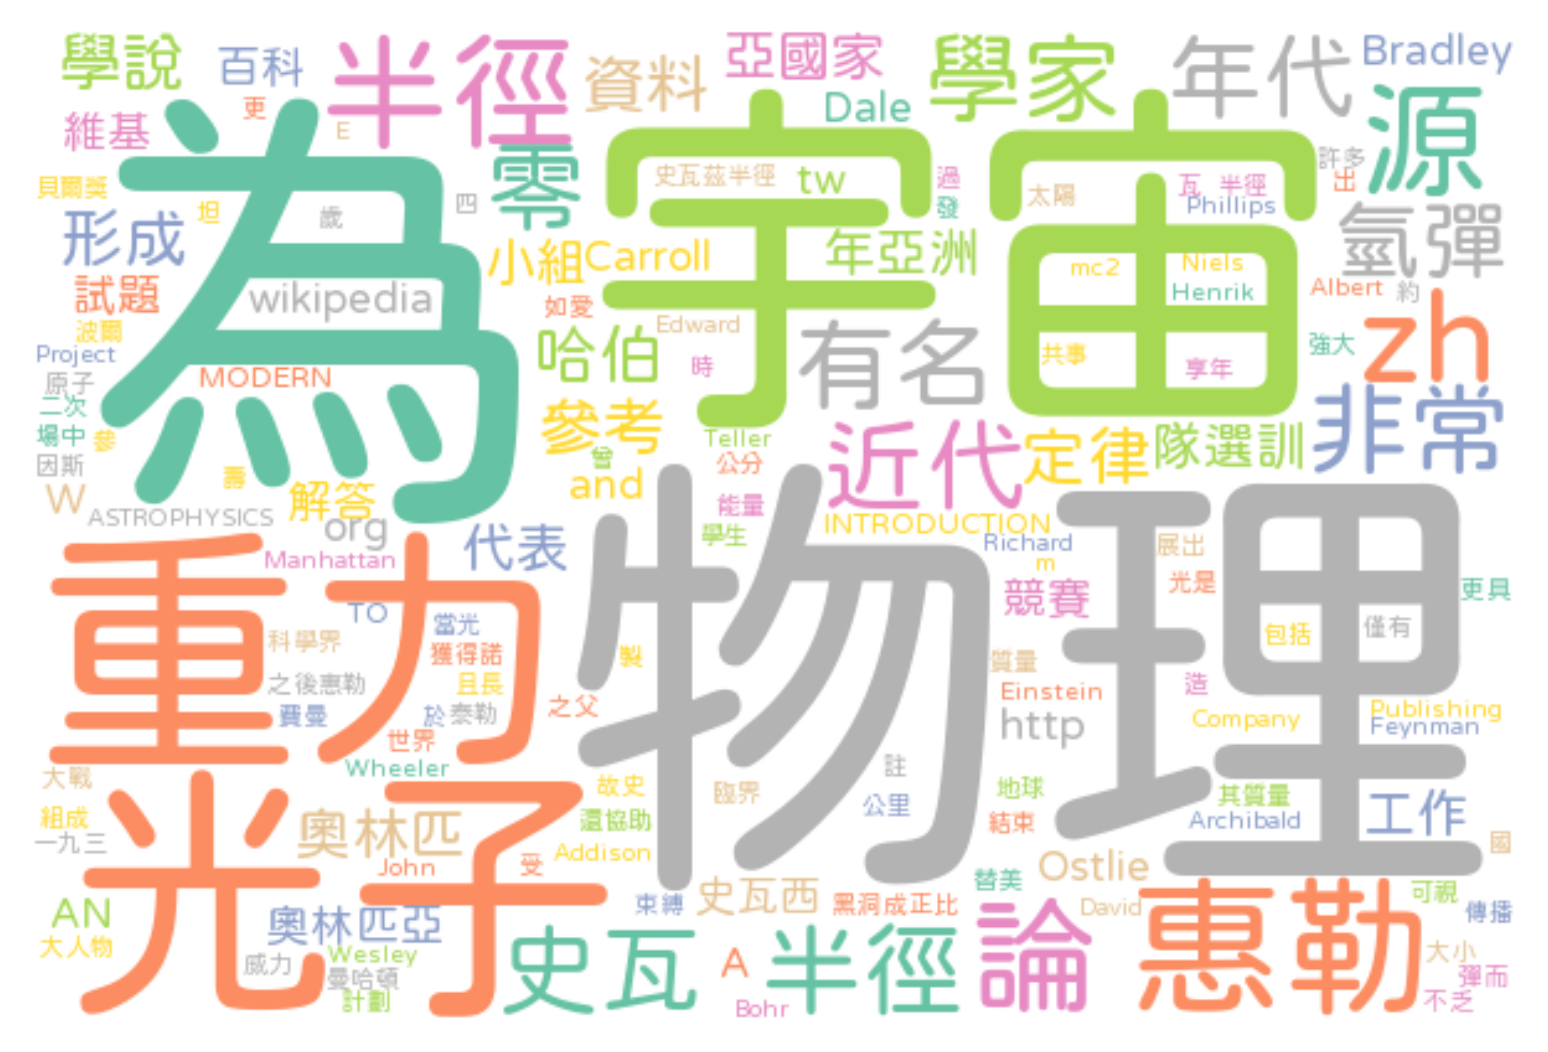 學說
百科
半徑
資料
亞國家
學家
年代
Bradley
更
維基
E
Dale
源
為
宇宙
零
史瓦茲半徑
tw
過
太陽
瓦 半徑
許多
出
貝爾獎
坦
歲
四
發
Phillips
形成
小組
Carroll
年亞洲
氫彈
試題
wikipedia
如愛
mc2
Niels
Henrik
Albert
約
波爾
Edward
zh
Project
哈伯
時
有名
共事
享年
強大
原子
MODERN
二次
場中
參
參考
Teller
近代
定律
隊選訓
非常
因斯
壽
曾
公分
W
解答
and
能量
ASTROPHYSICS
org
學生
INTRODUCTION
代表
Richard
展出
Manhattan
m
重力
物理
光是
更具
TO
當光
競賽
科學界
獲得諾
製
包括
僅有
之後惠勒
且長
質量
造
費曼
於
泰勒
之父
Einstein
Company
Publishing
世界
http
Feynman
Wheeler
註
大戰
故史
臨界
地球
其質量
光子
組成
還協助
公里
結束
Archibald
工作
一九三
奧林匹
國
John
受
Addison
Ostlie
替美
史瓦西
黑洞成正比
束縛
David
惠勒
可視
傳播
AN
奧林匹亞
大人物
Wesley
史瓦
A
半徑
論
大小
威力
曼哈頓
彈而
計劃
Bohr
不乏